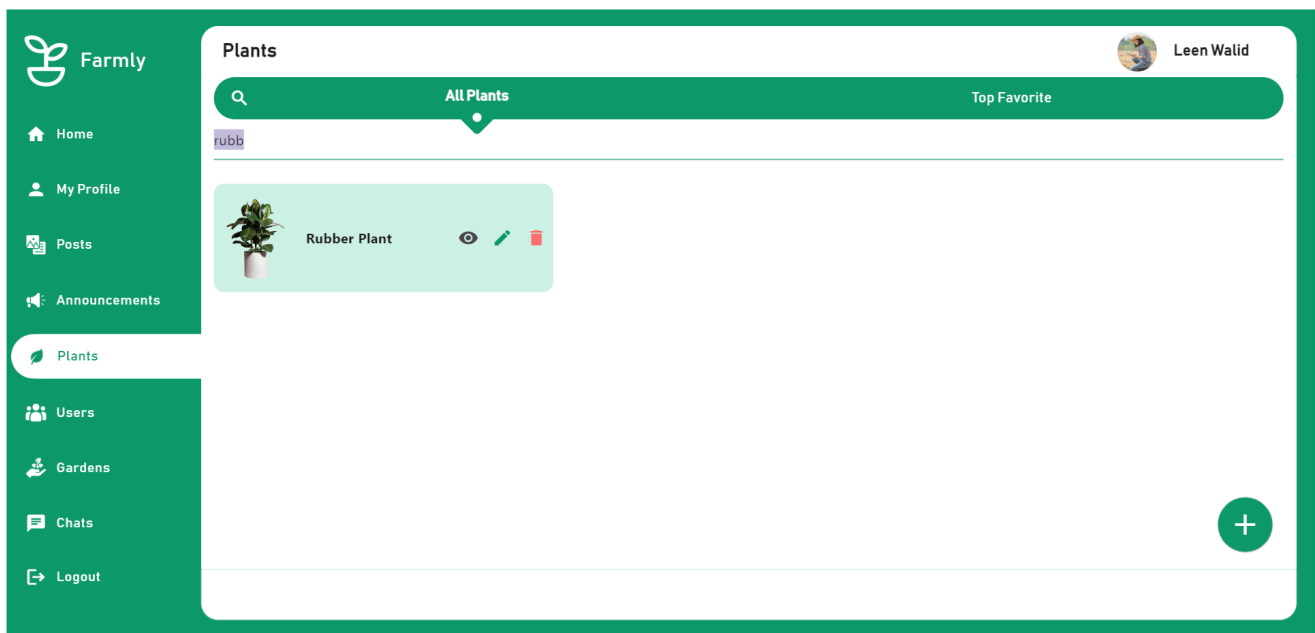 Farmly
Home
My Profile
Posts
Announcements
Plants
Users
Gardens
Chats
Logout
Plants
Leen Walid
All Plants
Top Favorite
rubb
Rubber Plant